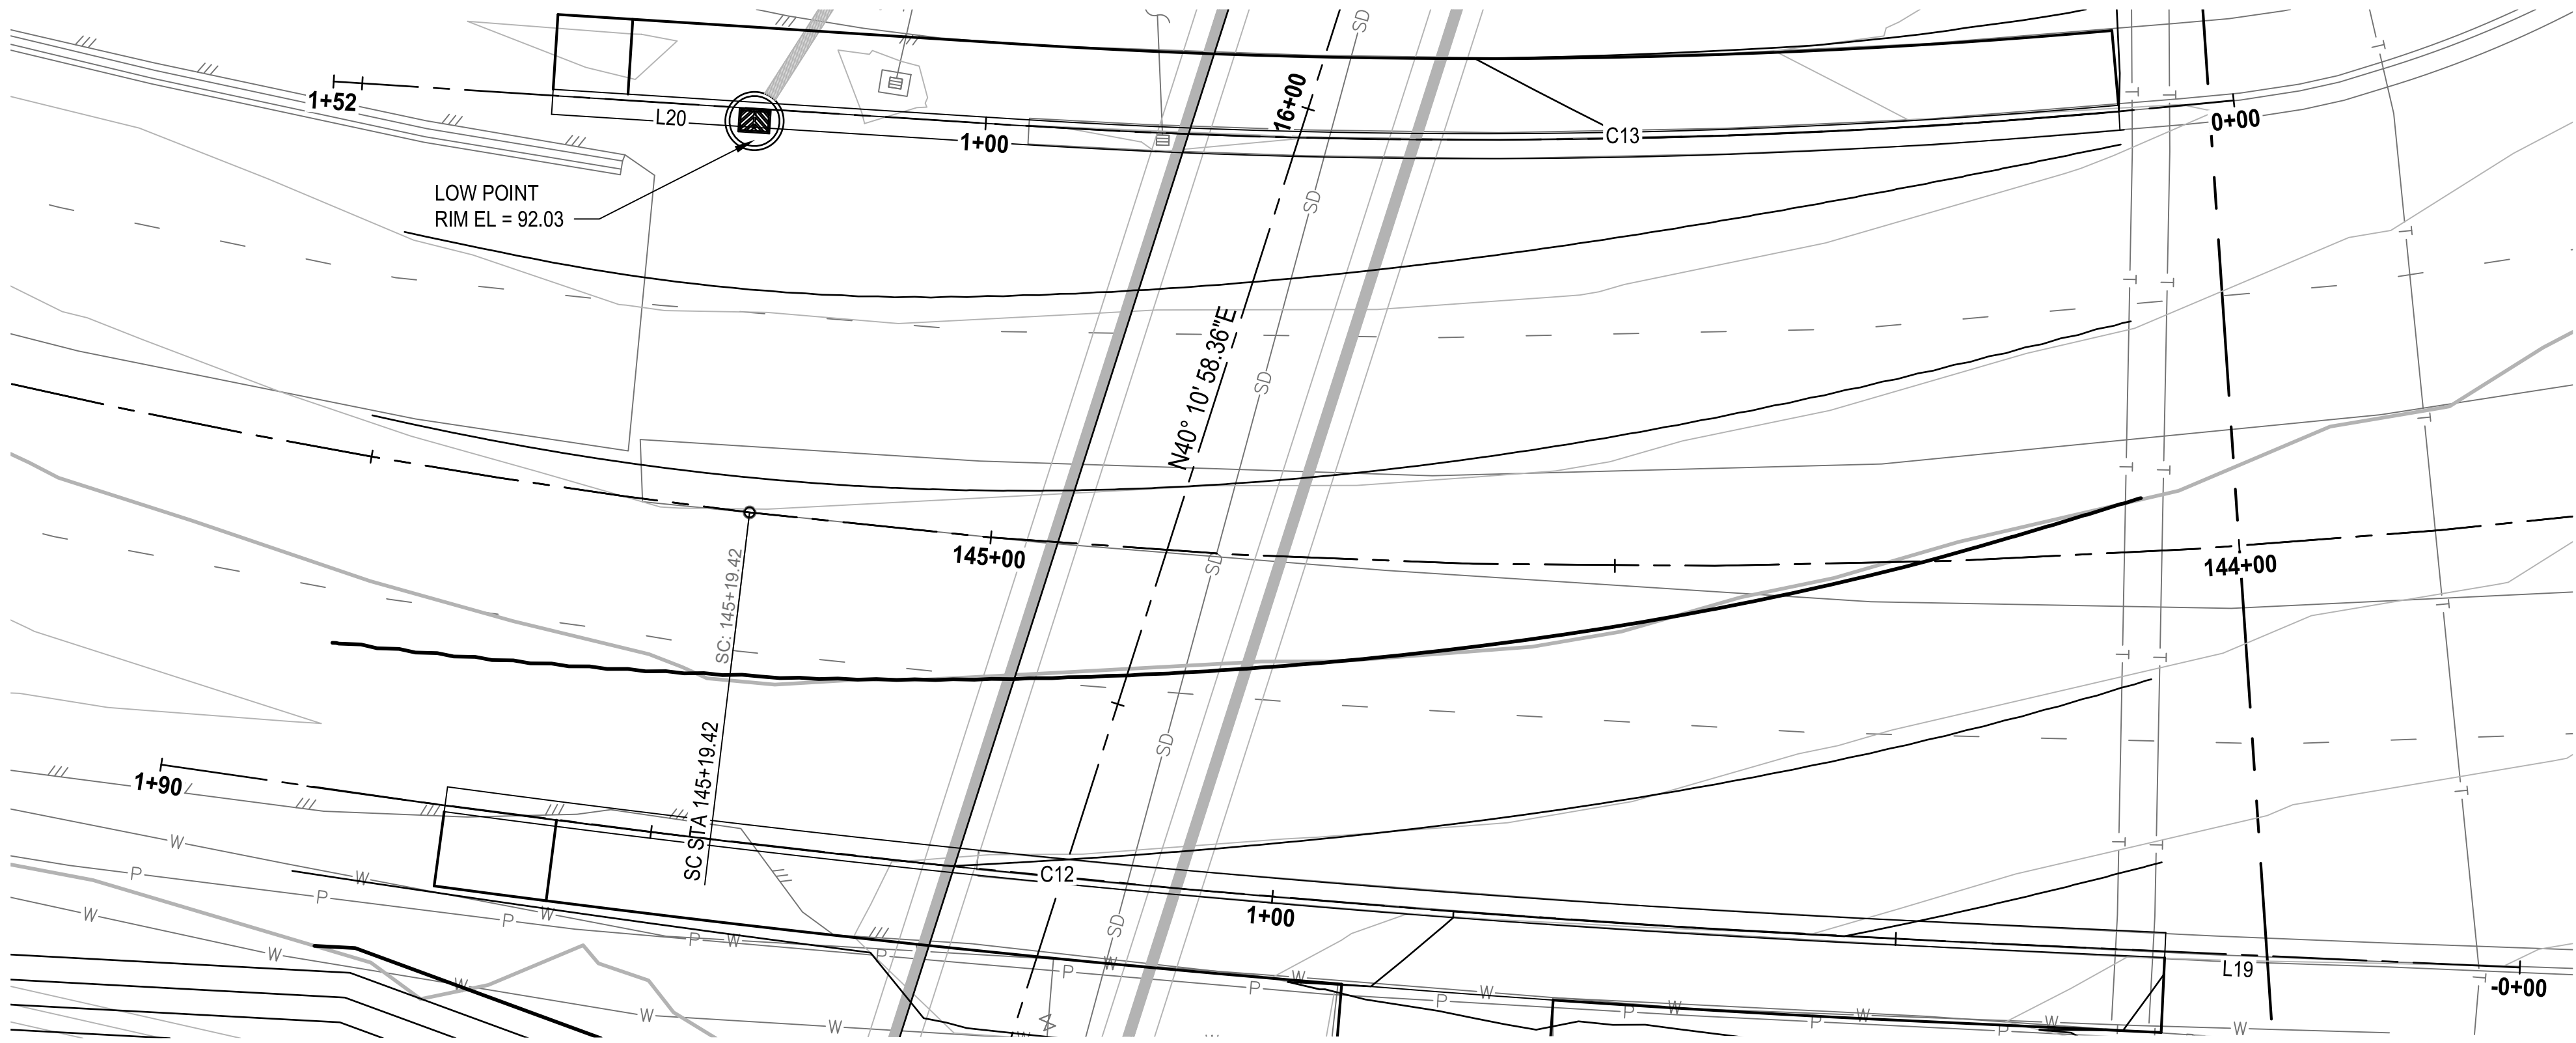 SD
1+52
L20
1+00
16+00
C13
0+00
LOW POINT
RIM EL = 92.03
SD
T
N40° 10' 58.36"E
SD
145+00
144+00
SC: 145+19.42
SD
SC STA 145+19.42
SD
1+90
W
P
C12
1+00
L19
-0+00
SD
W
P
W
P
W
P
W
P
W
P
W
P
W
P
W
P
W
P
W
W
W
W
W
W